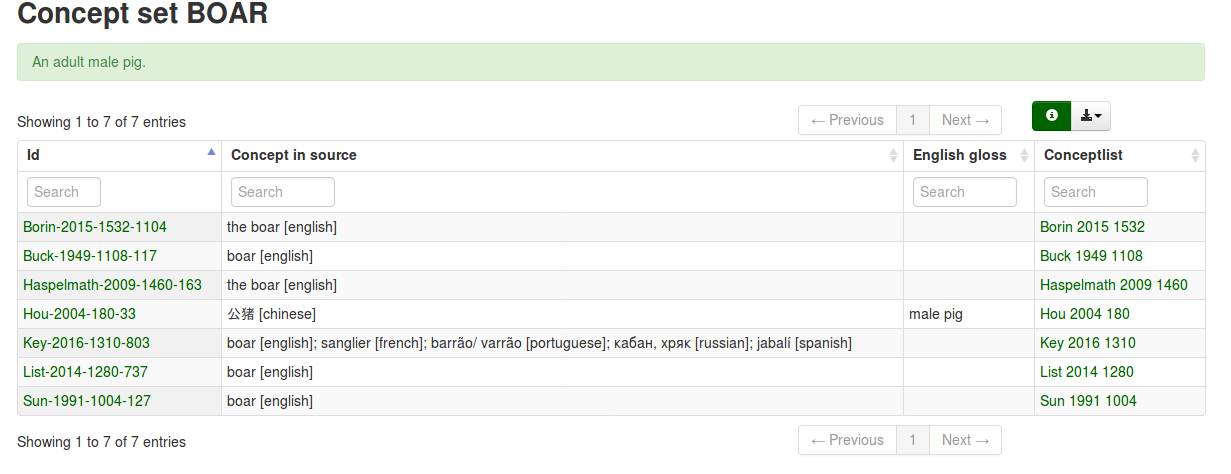 Concept set BOAR
An adult male pig.
Showing 1 to 7 of 7 entries
← Previous 1 Next →
Id Concept in source English gloss Conceptlist
Search Search Search Search
Borin-2015-1532-1104 the boar [english] Borin 2015 1532
Buck-1949-1108-117 boar [english] Buck 1949 1108
Haspelmath-2009-1460-163 the boar [english] Haspelmath 2009 1460
Hou-2004-180-33 公猪 [chinese] male pig Hou 2004 180
Key-2016-1310-803 boar [english]; sanglier [french]; barrão/ varrão [portuguese]; кабан, хряк [russian]; jabalí [spanish] Key 2016 1310
List-2014-1280-737 boar [english] List 2014 1280
Sun-1991-1004-127 boar [english] Sun 1991 1004
Showing 1 to 7 of 7 entries
← Previous 1 Next →